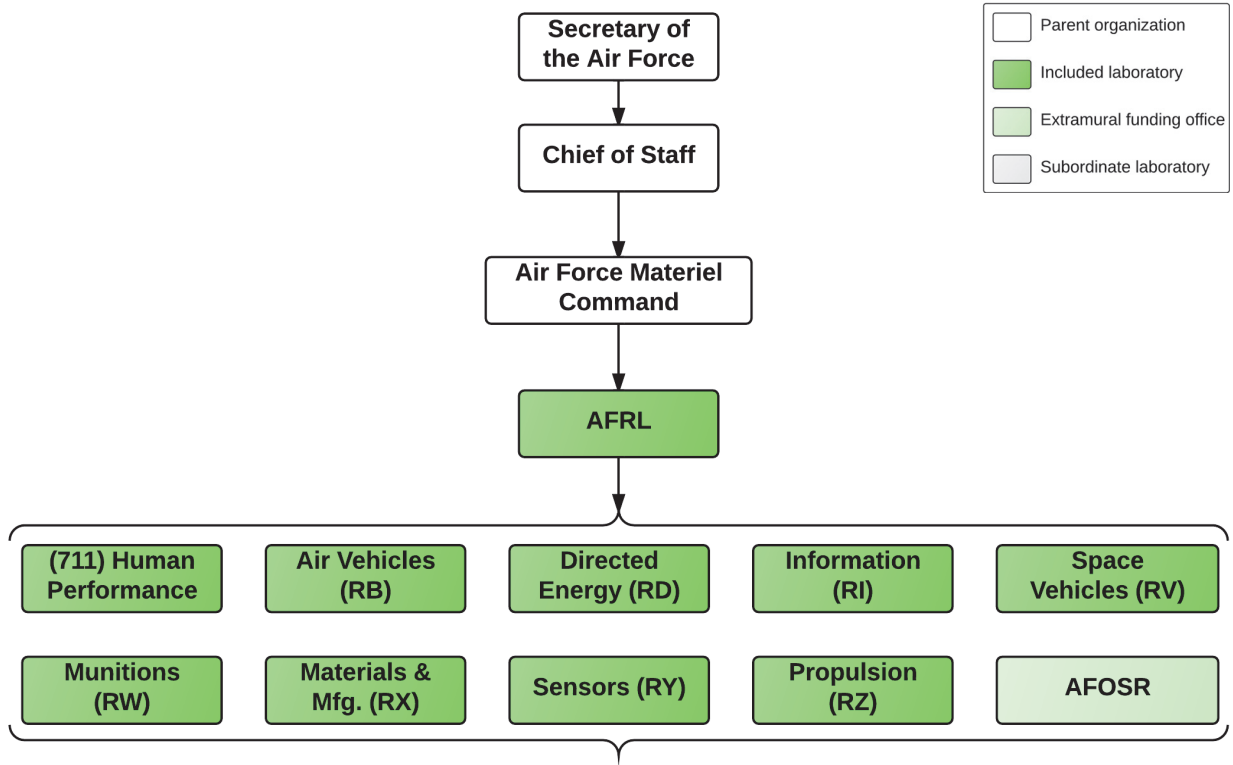 Secretary of
the Air Force
Chief of Staff
Air Force Materiel
Command
AFRL
(711) Human
Performance
Air Vehicles
(RB)
Directed
Energy (RD)
Information
(RI)
Space
Vehicles (RV)
Munitions
(RW)
Materials &
Mfg. (RX)
Sensors (RY)
Propulsion
(RZ)
AFOSR
Parent organization
Included laboratory
Extramural funding office
Subordinate laboratory